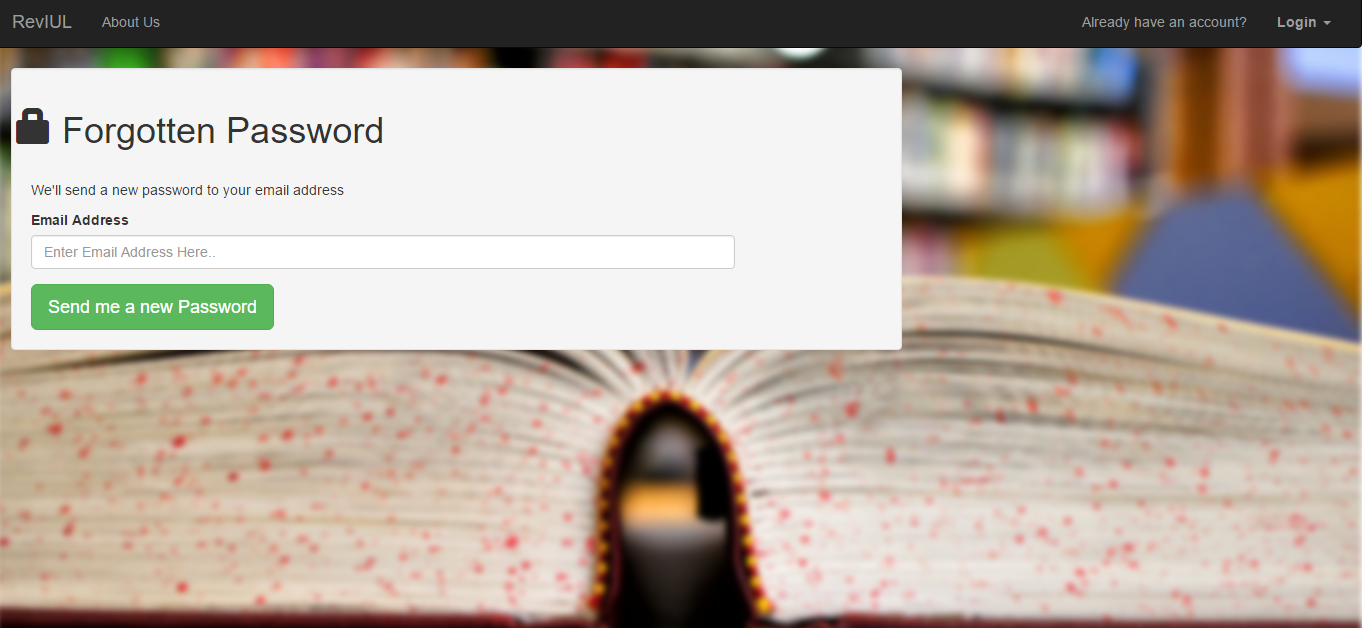 RevIUL About Us Already have an account? Login
Forgotten Password
We'll send a new password to your email address
Email Address
Enter Email Address Here..
Send me a new Password